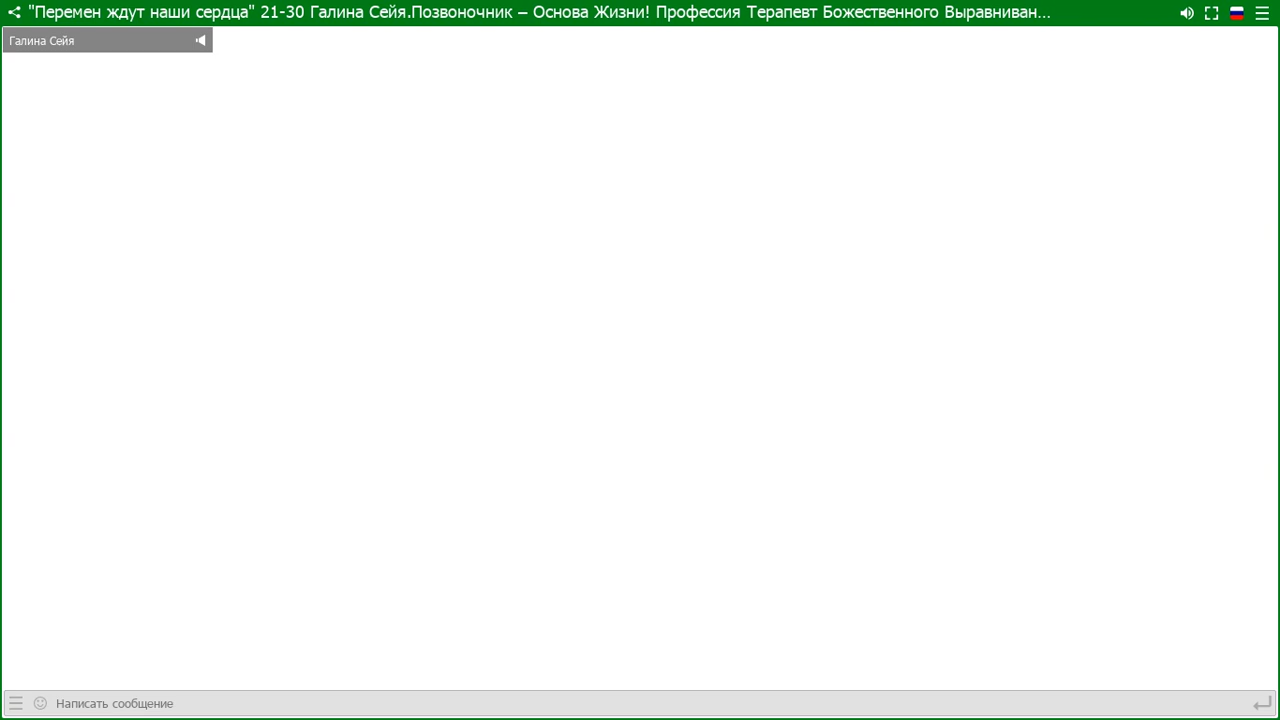 "Перемен ждут наши сердца" 21-30 Галина Сейя.Позвоночник – Основа Жизни! Профессия Терапевт Божественного Выравниван...
Галина Сейя
Написать сообщение